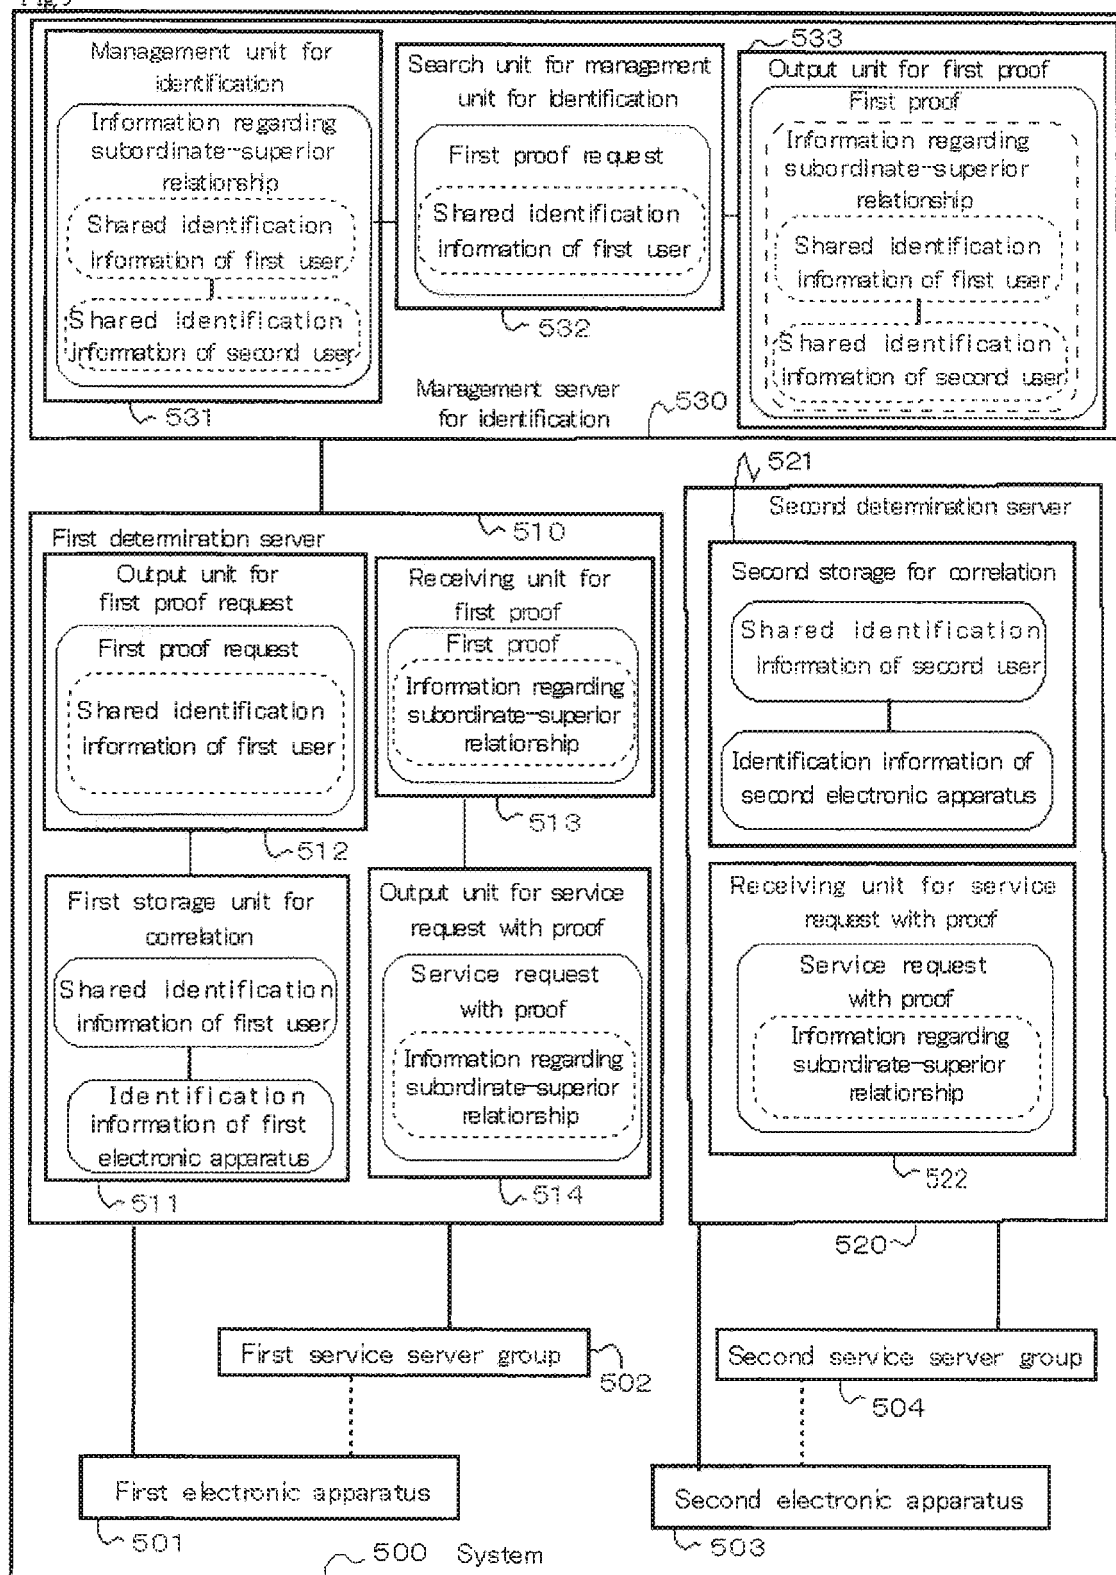 Fig 5
Management unit for
identification
Information regarding
subordinate-superior
relationship
Shared identification
information of first user
Shared identification
information of second user
531
Search unit for management
unit for identification
First proof request
Shared identification
information of first user
532
533
Output unit for first proof
First proof
Information regarding
subordinate-superior
relationship
Shared identification
information of first user
Shared identification
information of second user
Management server
for identification
530
510
First determination server
Output unit for
first proof request
First proof request
Shared identification
information of first user
512
Receiving unit for
first proof
First proof
Information regarding
subordinate-superior
relationship
513
First storage unit for
correlation
Shared identification
information of first user
Identification
information of first
electronic apparatus
511
Output unit for service
request with proof
Service request
with proof
Information regarding
subordinate-superior
relationship
514
521
Second determination server
Second storage for correlation
Shared identification
information of second user
Identification information of
second electronic apparatus
Receiving unit for service
request with proof
Service request
with proof
Information regarding
subordinate-superior
relationship
522
520
First service server group
502
Second service server group
504
First electronic apparatus
501
Second electronic apparatus
503
500 System